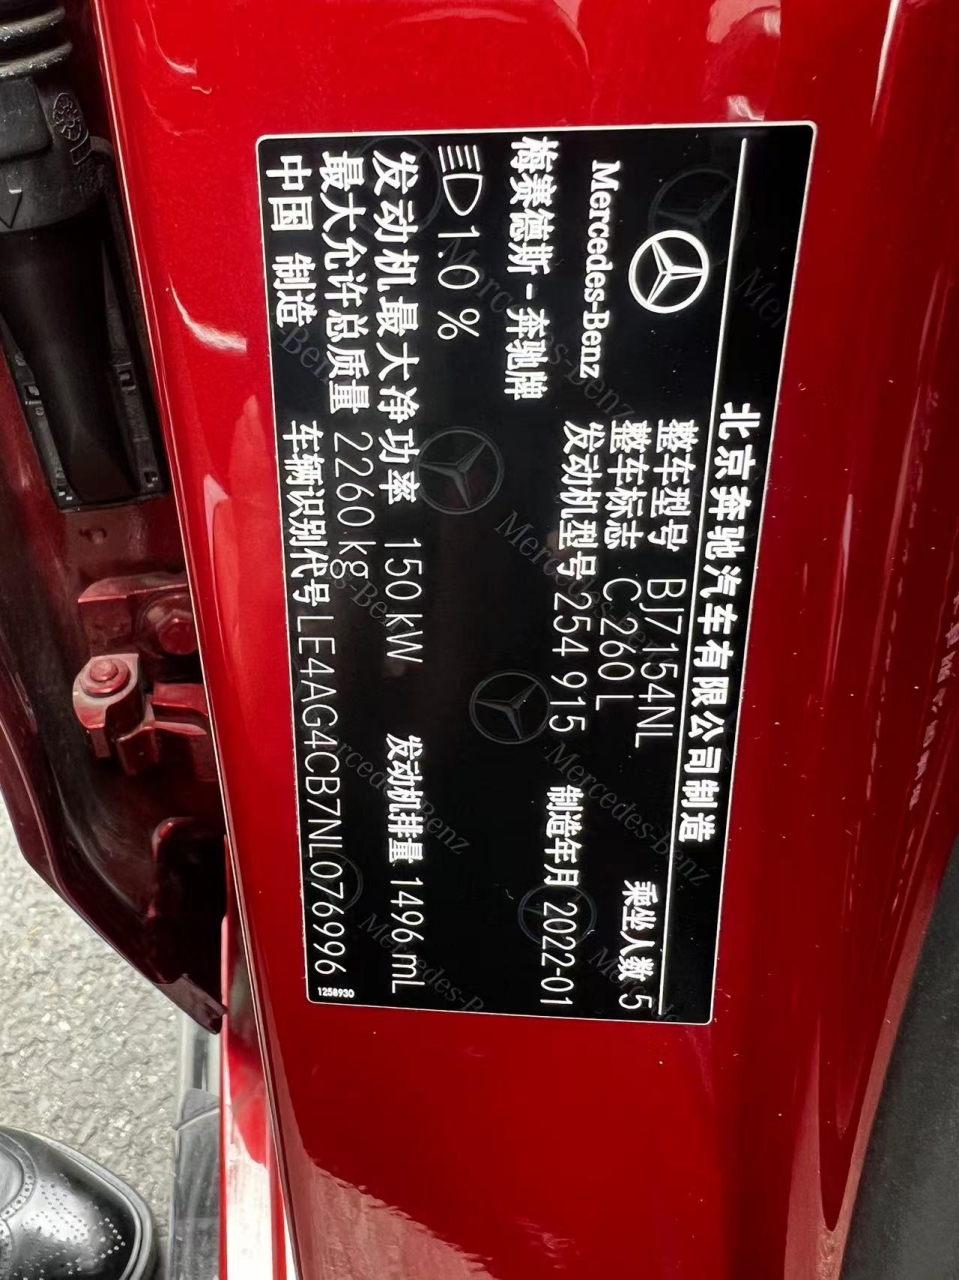 北京奔驰汽车有限公司制造
Mercedes-Benz
梅赛德斯-奔驰牌
整车型号 BJ7154NL
整车标志 C 260 L
乘坐人数 5
发动机型号 254 915
制造年月 2022-01
1.0 %
发动机最大净功率 150 kW
发动机排量 1496 mL
最大允许总质量 2260 kg
中国 制造
车辆识别代号 LE4AG4CB7NL076996
1258930